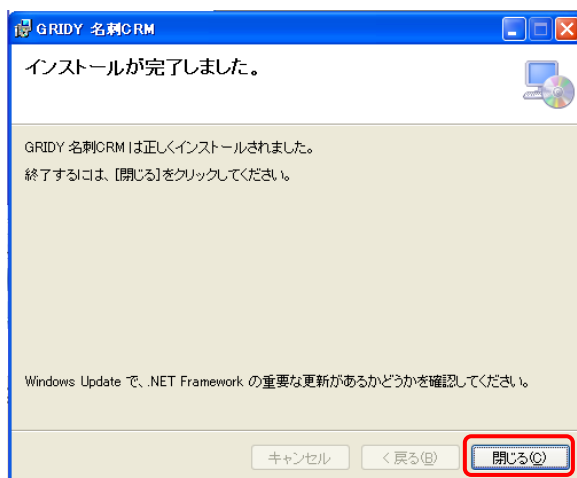 GRIDY 名刺CRM
インストールが完了しました。
GRIDY 名刺CRM は正しくインストールされました。
終了するには、[閉じる]をクリックしてください。
Windows Update で、.NET Framework の重要な更新があるかどうかを確認してください。
キャンセル < 戻る(B) 閉じる(C)